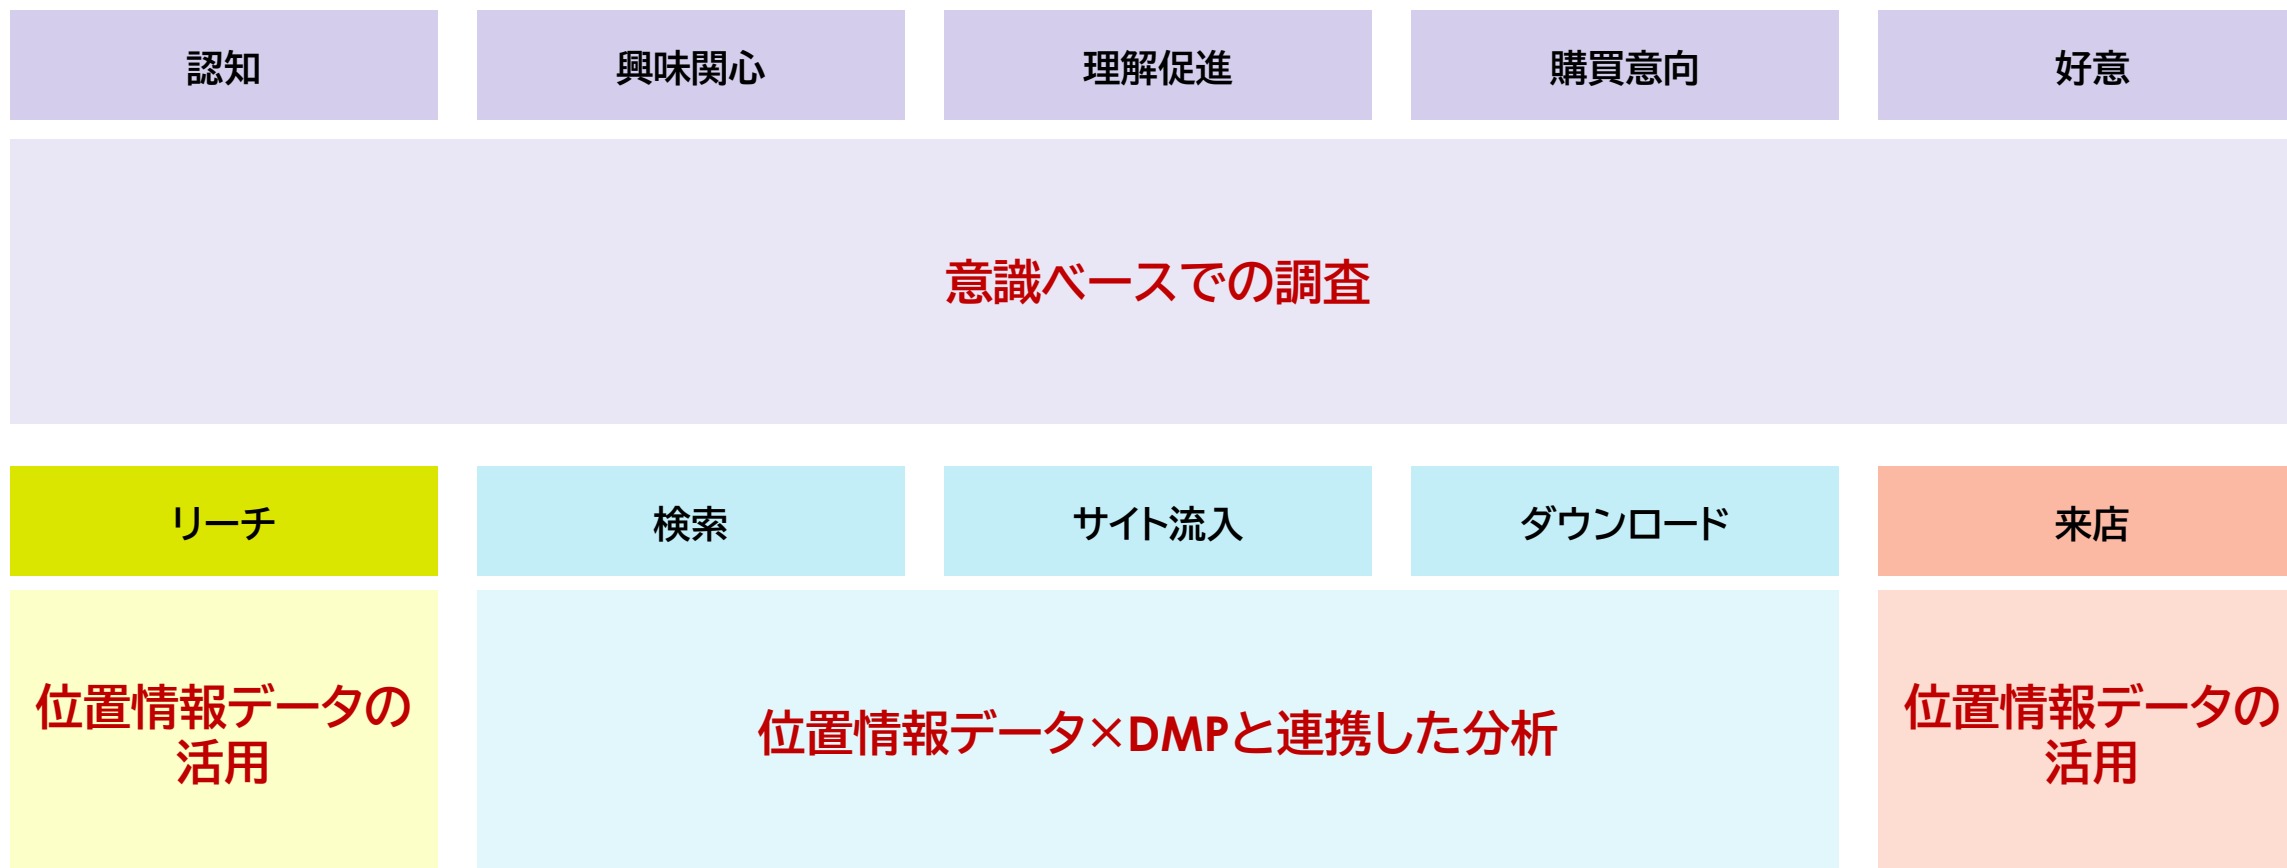 認知
興味関心
理解促進
購買意向
好意
意識ベースでの調査
リーチ
検索
サイト流入
ダウンロード
来店
位置情報データの
活用
位置情報データ×DMPと連携した分析
位置情報データの
活用